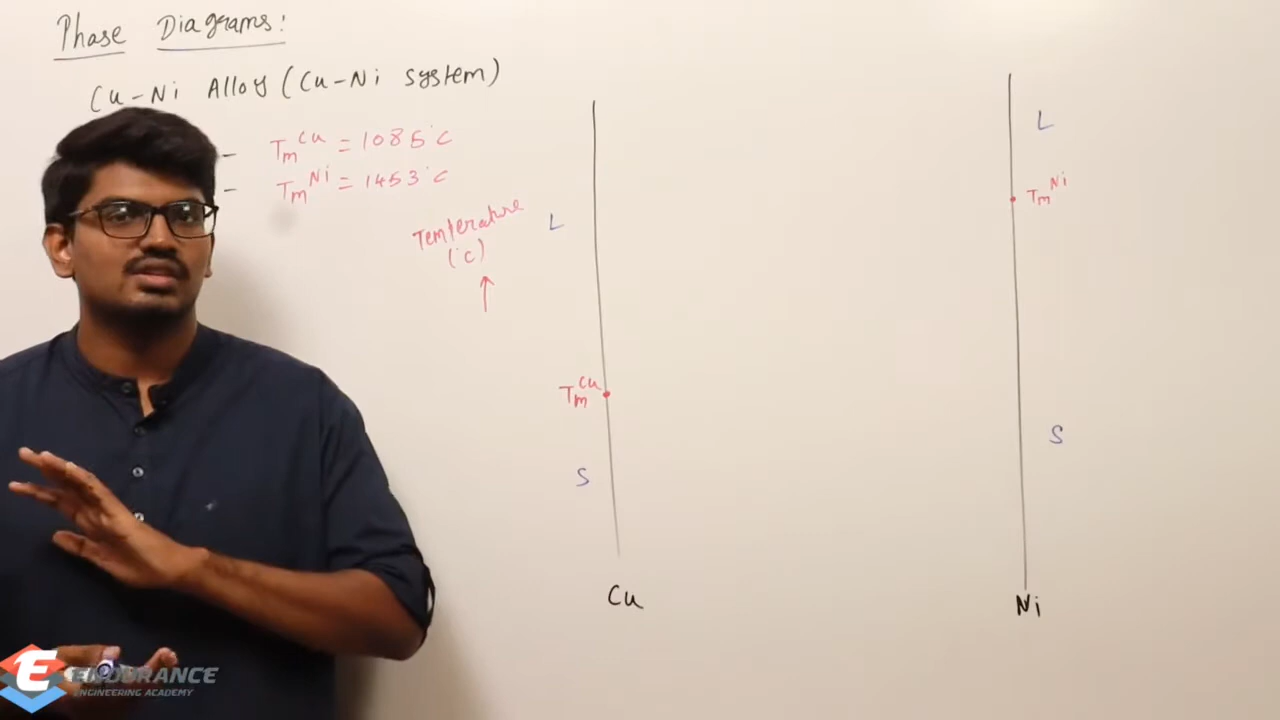 Phase Diagrams:
Cu-Ni Alloy (Cu-Ni system)
- Tm^Cu = 1085°C
- Tm^Ni = 1453°C
Temterature
(°C)
↑
L
Tm^Cu
S
Cu
L
Tm^Ni
S
Ni
E ENDURANCE
ENGINEERING ACADEMY